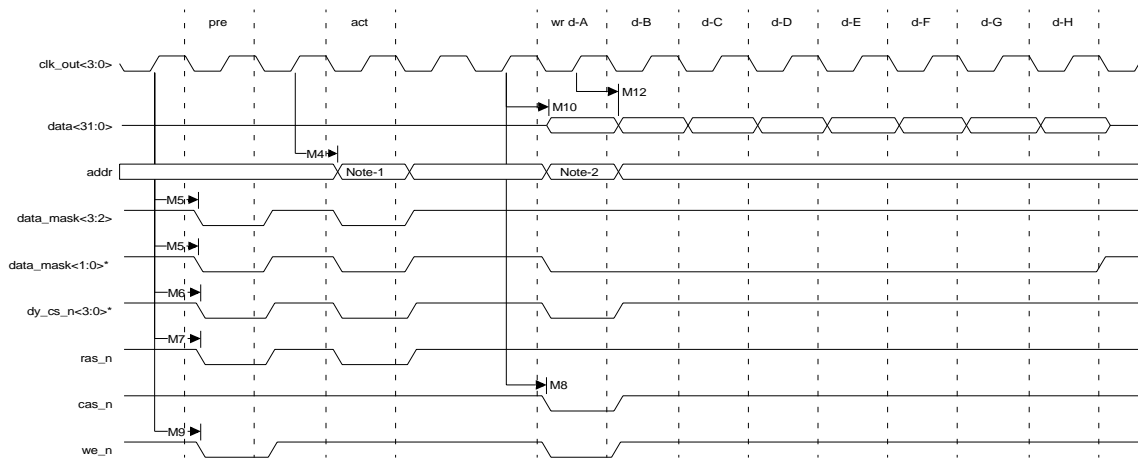 pre act wr d-A d-B d-C d-D d-E d-F d-G d-H
clk_out<3:0>
M12
M10
data<31:0>
M4
addr Note-1 Note-2
M5
data_mask<3:2>
M5
data_mask<1:0>*
M6
dy_cs_n<3:0>*
M7
ras_n
M8
cas_n
M9
we_n